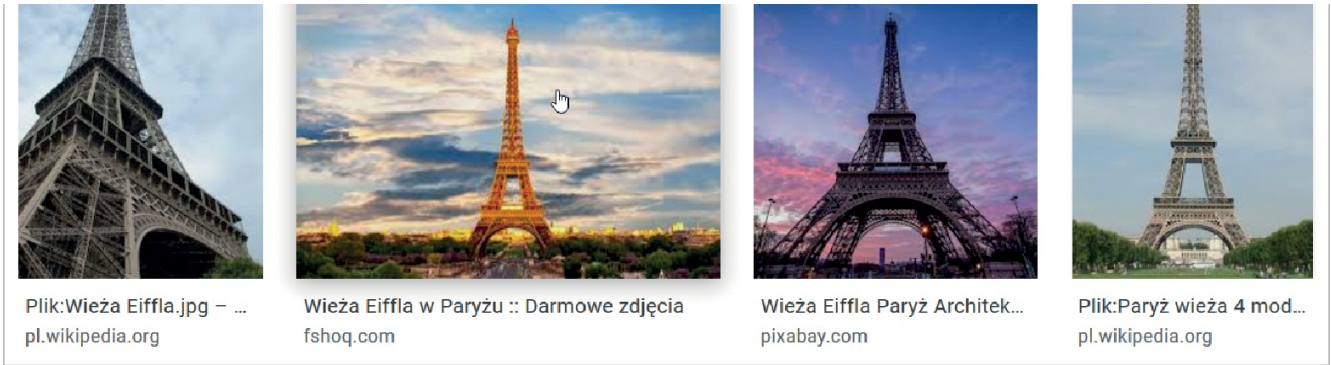 Plik:Wieża Eiffla.jpg – ...
pl.wikipedia.org
Wieża Eiffla w Paryżu :: Darmowe zdjęcia
fshoq.com
Wieża Eiffla Paryż Architek...
pixabay.com
Plik:Paryż wieża 4 mod...
pl.wikipedia.org